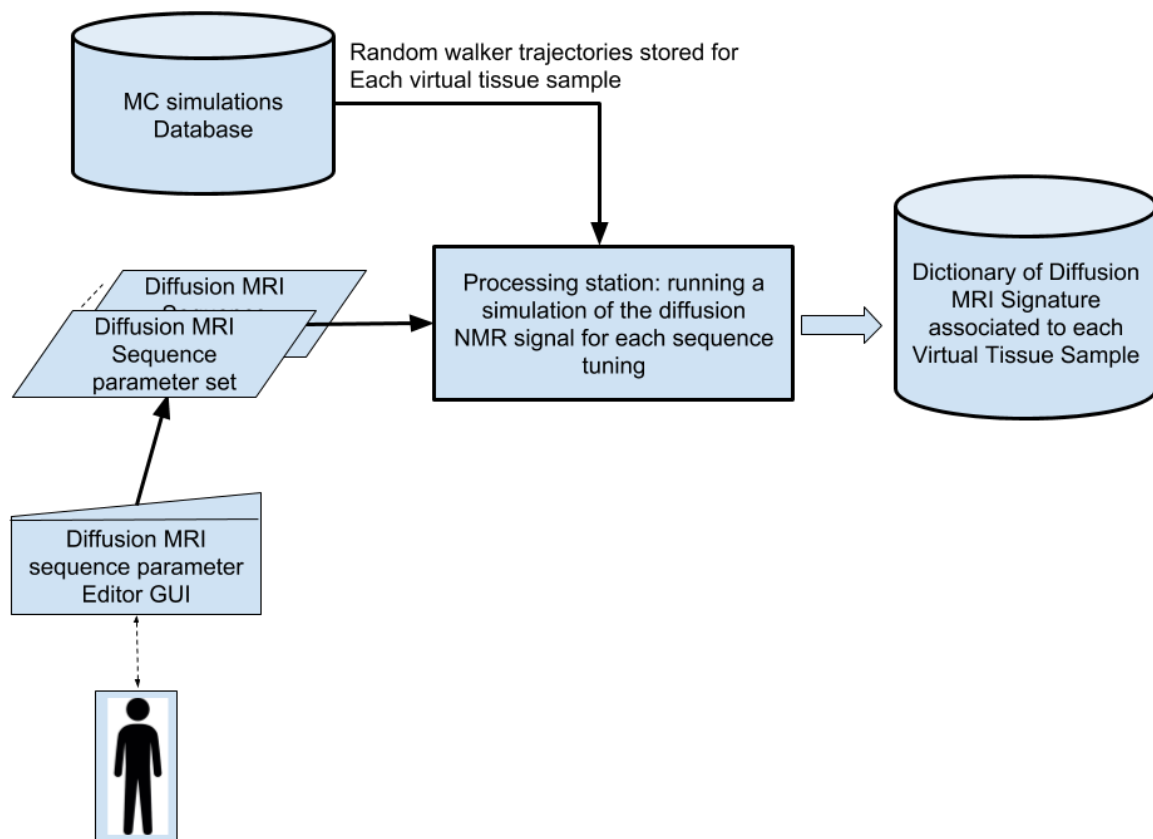 Random walker trajectories stored for
Each virtual tissue sample
MC simulations
Database
Processing station: running a
simulation of the diffusion
NMR signal for each sequence
tuning
Dictionary of Diffusion
MRI Signature
associated to each
Virtual Tissue Sample
Diffusion MRI
Diffusion MRI
Sequence
parameter set
Diffusion MRI
sequence parameter
Editor GUI